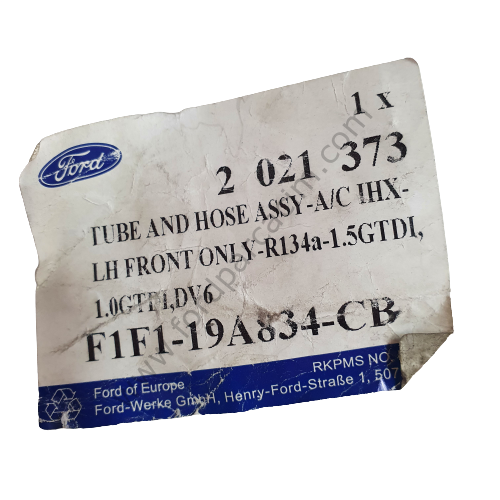 1 x
Ford
2 021 373
TUBE AND HOSE ASSY-A/C IHX-
LH FRONT ONLY-R134a-1.5GTDI,
1.0GTDI,DV6
F1F1-19A834-CB
RKPMS NO.
Ford of Europe
Ford-Werke GmbH, Henry-Ford-Straße 1, 507